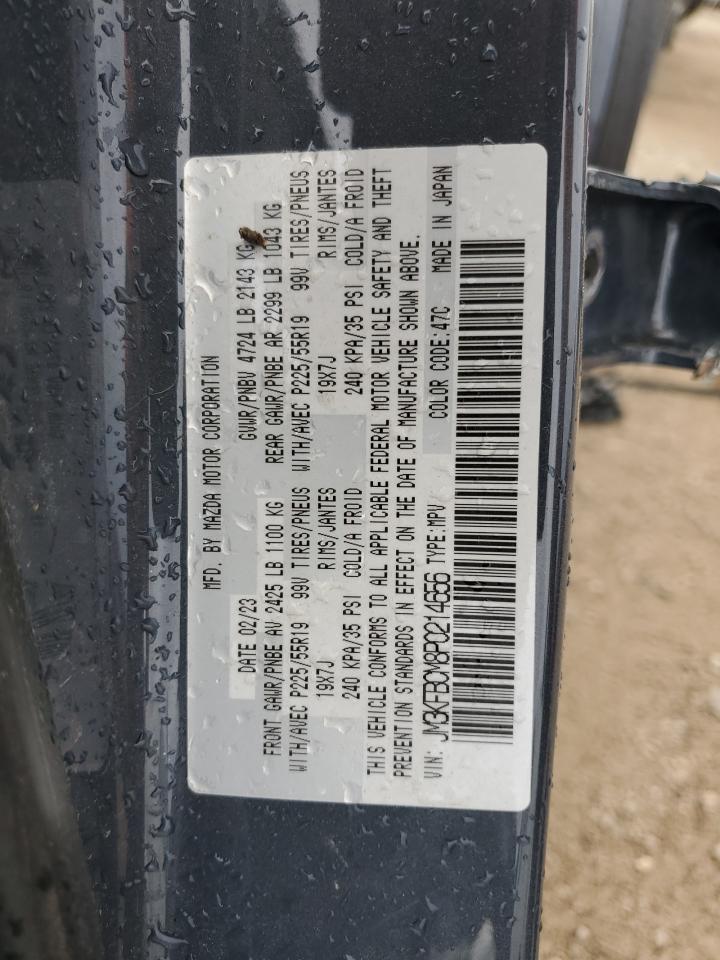 MFD. BY MAZDA MOTOR CORPORATION
DATE 02/23 GVWR/PNBV 4724 LB 2143 KG
FRONT GAWR/PNBE AV 2425 LB 1100 KG REAR GAWR/PNBE AR 2299 LB 1043 KG
WITH/AVEC P225/55R19 99V TIRES/PNEUS WITH/AVEC P225/55R19 99V TIRES/PNEUS
19X7J RIMS/JANTES 19X7J RIMS/JANTES
240 KPA/35 PSI COLD/A FROID 240 KPA/35 PSI COLD/A FROID
THIS VEHICLE CONFORMS TO ALL APPLICABLE FEDERAL MOTOR VEHICLE SAFETY AND THEFT
PREVENTION STANDARDS IN EFFECT ON THE DATE OF MANUFACTURE SHOWN ABOVE.
VIN: JM3KFBCM8P0214656 TYPE:MPV COLOR CODE:47C MADE IN JAPAN